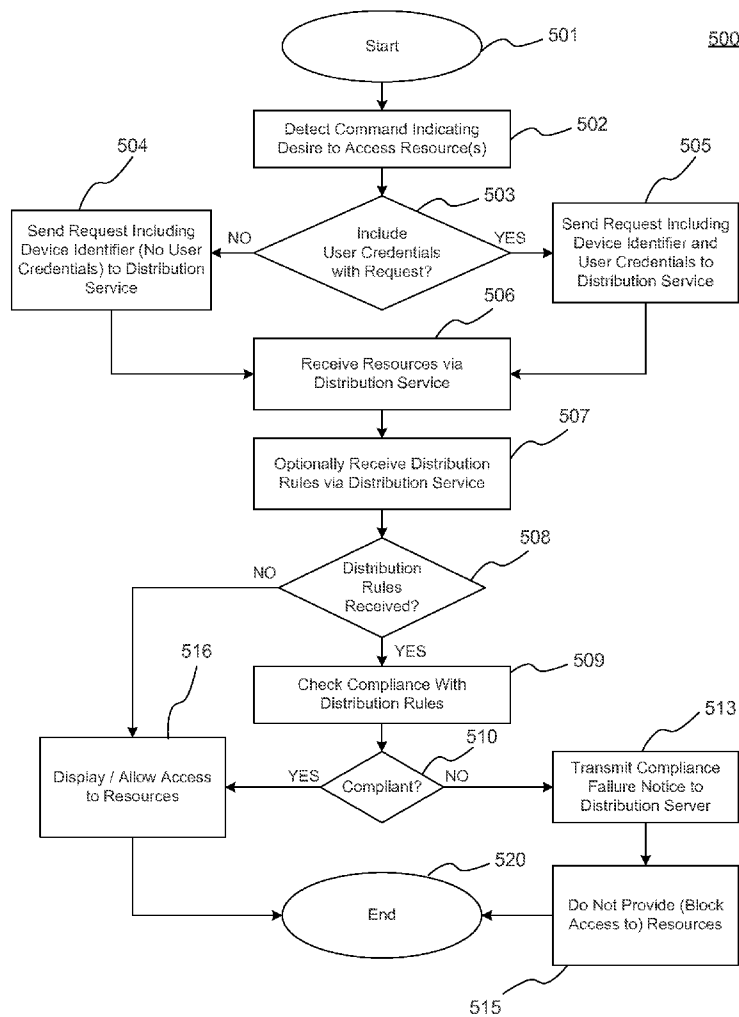 Start
501
500
Detect Command Indicating
Desire to Access Resource(s)
502
504
503
505
Send Request Including
Device Identifier (No User
Credentials) to Distribution
Service
NO
Include
User Credentials
with Request?
YES
Send Request Including
Device Identifier and
User Credentials to
Distribution Service
506
Receive Resources via
Distribution Service
507
Optionally Receive Distribution
Rules via Distribution Service
508
NO
Distribution
Rules
Received?
YES
516
509
Check Compliance With
Distribution Rules
510
513
Display / Allow Access
to Resources
YES
Compliant?
NO
Transmit Compliance
Failure Notice to
Distribution Server
520
End
Do Not Provide (Block
Access to) Resources
515